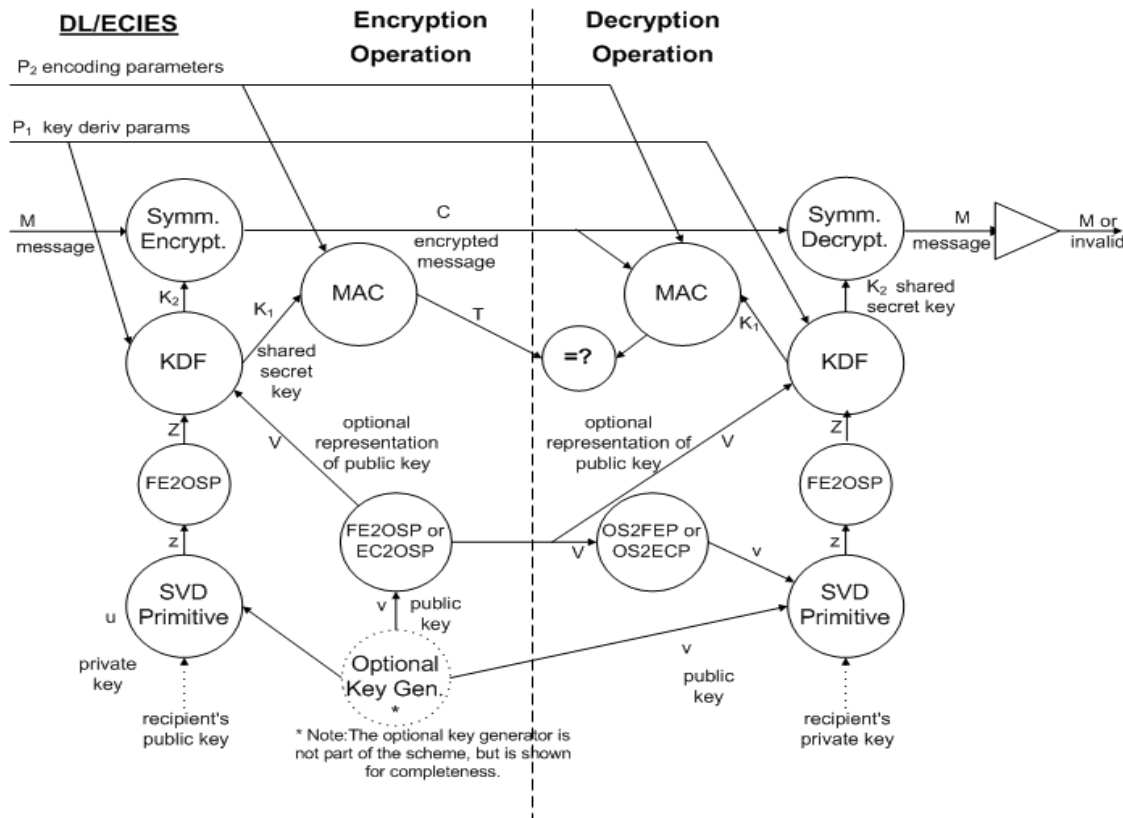 DL/ECIES
Encryption
Operation
Decryption
Operation
P₂ encoding parameters
P₁ key deriv params
M
message
Symm.
Encrypt.
C
encrypted
message
Symm.
Decrypt.
M
message
M or
invalid
MAC
MAC
K₂
K₁
T
K₁
K₂ shared
secret key
KDF
shared
secret
key
=?
KDF
Z
V
optional
representation
of public key
optional
representation of
public key
V
Z
FE2OSP
FE2OSP
FE2OSP or
EC2OSP
V
OS2FEP or
OS2ECP
z
v
z
SVD
Primitive
u
v
public
key
SVD
Primitive
private
key
Optional
Key Gen.
*
v
public
key
recipient's
public key
recipient's
private key
* Note:The optional key generator is
not part of the scheme, but is shown
for completeness.